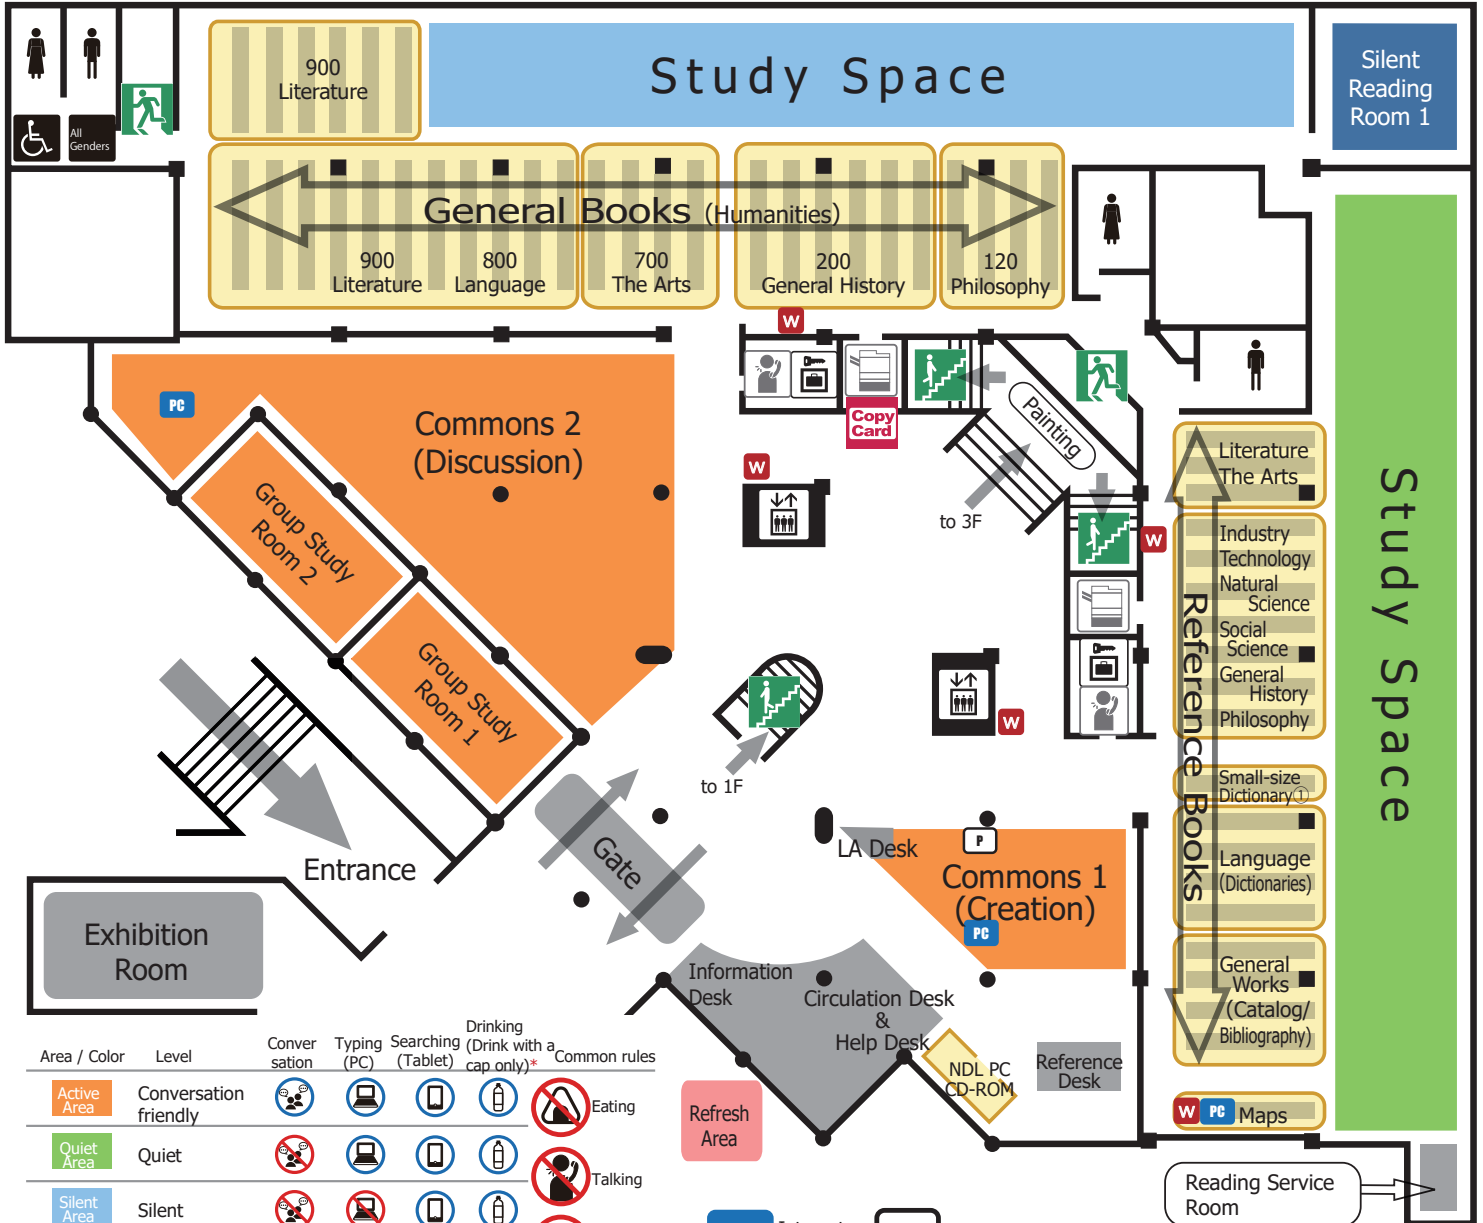 All
Genders
900
Literature
Study Space
Silent
Reading
Room 1
General Books (Humanities)
900
Literature
800
Language
700
The Arts
200
General History
120
Philosophy
W
PC
Commons 2
(Discussion)
Copy
Card
Painting
W
to 3F
W
Group Study
Room 2
Group Study
Room 1
Literature
The Arts
Industry
Technology
Natural
Science
Social
Science
General
History
Philosophy
Reference Books
Study Space
Small-size
Dictionary①
Language
(Dictionaries)
General
Works
(Catalog/
Bibliography)
W PC Maps
W
to 1F
Entrance
Gate
LA Desk
P
Commons 1
(Creation)
PC
Exhibition
Room
Information
Desk
Circulation Desk
&
Help Desk
NDL PC
CD-ROM
Reference
Desk
Refresh
Area
Reading Service
Room
Area / Color
Level
Conver
sation
Typing
(PC)
Searching
(Tablet)
Drinking
(Drink with a
cap only)*
Common rules
Active
Area
Conversation
friendly
Eating
Quiet
Area
Quiet
Talking
Silent
Area
Silent